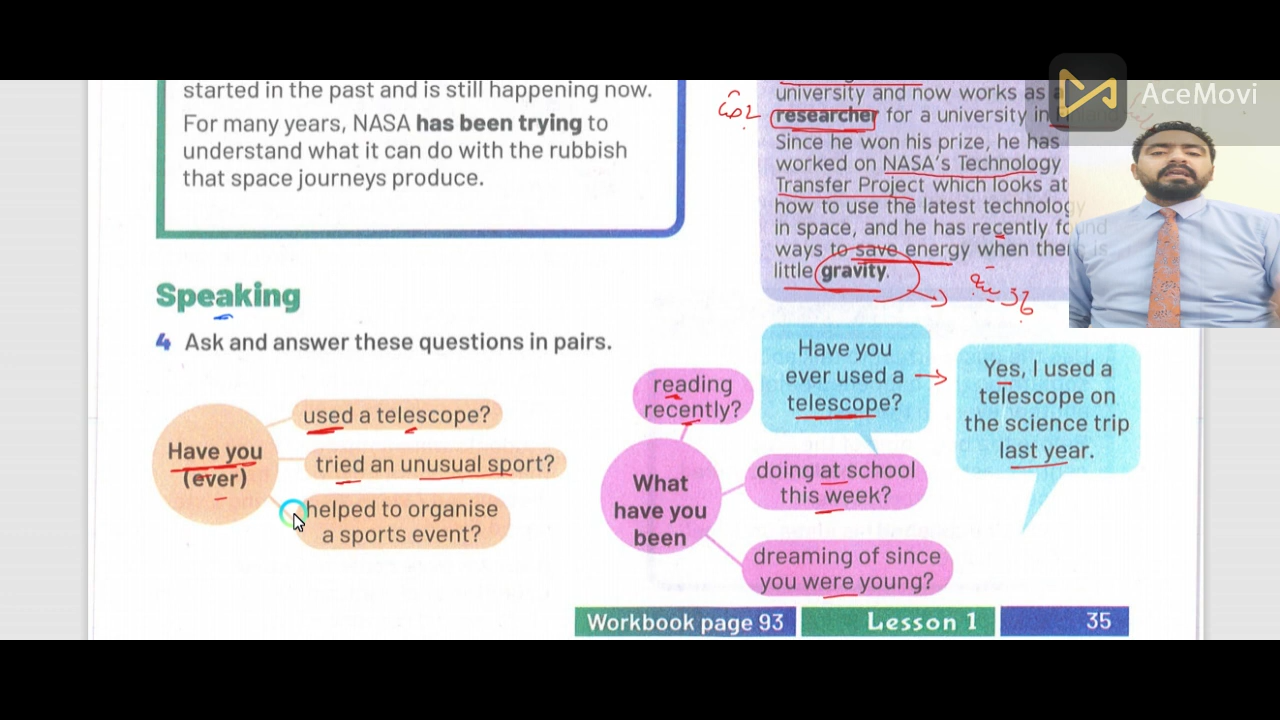 started in the past and is still happening now.
For many years, NASA has been trying to
understand what it can do with the rubbish
that space journeys produce.
university and now works as a
researcher for a university in
Since he won his prize, he has
worked on NASA's Technology
Transfer Project which looks at
how to use the latest technology
in space, and he has recently found
ways to save energy when there is
little gravity.
AceMovi
Speaking
4 Ask and answer these questions in pairs.
Have you
(ever)
used a telescope?
tried an unusual sport?
helped to organise
a sports event?
What
have you
been
reading
recently?
doing at school
this week?
dreaming of since
you were young?
Have you
ever used a
telescope?
Yes, I used a
telescope on
the science trip
last year.
Workbook page 93
Lesson 1
35